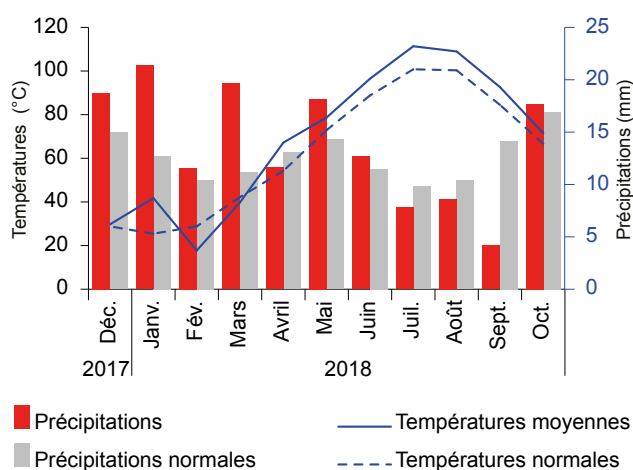 Températures (°C)
120
100
80
60
40
20
0
Précipitations (mm)
25
20
15
10
5
0
Déc.
Janv.
Fév.
Mars
Avril
Mai
Juin
Juil.
Août
Sept.
Oct.
2017
2018
Précipitations
Températures moyennes
Précipitations normales
Températures normales